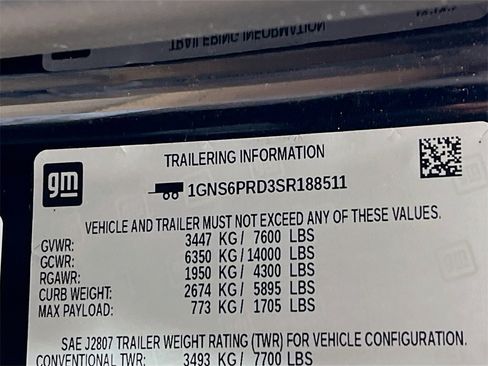 TRAILERING INFORMATION
gm
TRAILERING INFORMATION
1GNS6PRD3SR188511
VEHICLE AND TRAILER MUST NOT EXCEED ANY OF THESE VALUES.
GVWR: 3447 KG / 7600 LBS
GCWR: 6350 KG / 14000 LBS
RGAWR: 1950 KG / 4300 LBS
CURB WEIGHT: 2674 KG / 5895 LBS
MAX PAYLOAD: 773 KG / 1705 LBS
SAE J2807 TRAILER WEIGHT RATING (TWR) FOR VEHICLE CONFIGURATION.
CONVENTIONAL TWR: 3493 KG / 7700 LBS